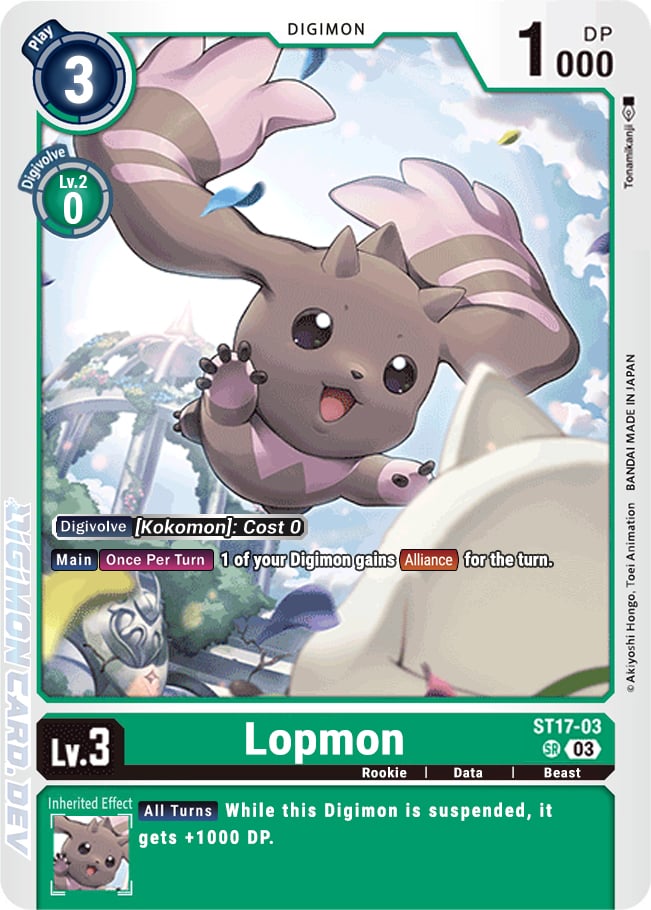 DIGIMON
Play
3
DP
1000
Digivolve
Lv.2
0
Tonamikanji
[Digivolve] [Kokomon]: Cost 0
Main Once Per Turn 1 of your Digimon gains Alliance for the turn.
© Akiyoshi Hongo, Toei Animation BANDAI MADE IN JAPAN
DIGIMONCARD.DEV
Lv.3
Lopmon
ST17-03
SR 03
Rookie | Data | Beast
Inherited Effect
All Turns While this Digimon is suspended, it
gets +1000 DP.